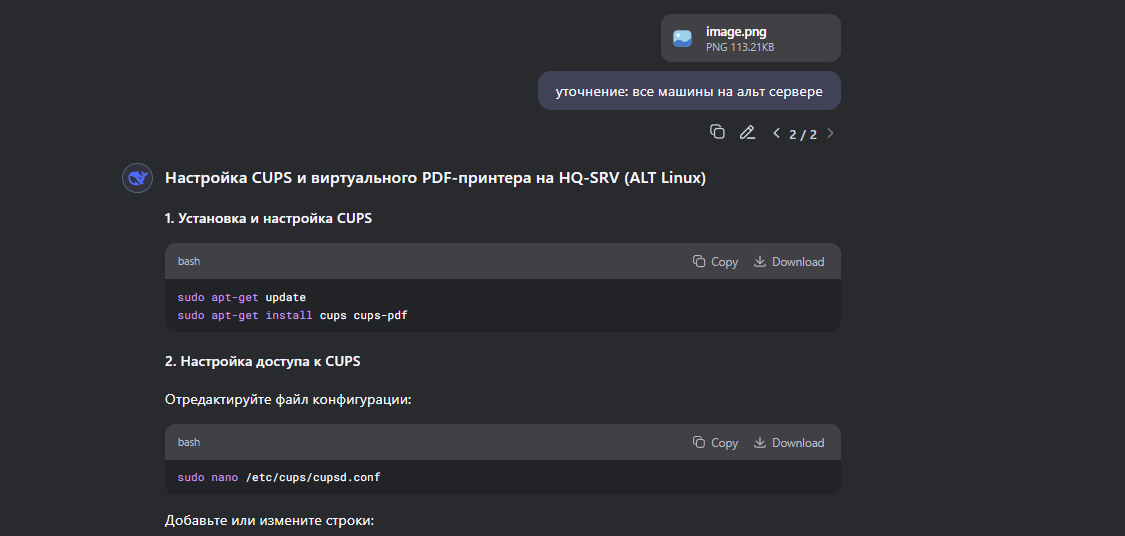 image.png
PNG 113.21KB
уточнение: все машины на альт сервере
2 / 2
Настройка CUPS и виртуального PDF-принтера на HQ-SRV (ALT Linux)
1. Установка и настройка CUPS
bash Copy Download
sudo apt-get update
sudo apt-get install cups cups-pdf
2. Настройка доступа к CUPS
Отредактируйте файл конфигурации:
bash Copy Download
sudo nano /etc/cups/cupsd.conf
Добавьте или измените строки: